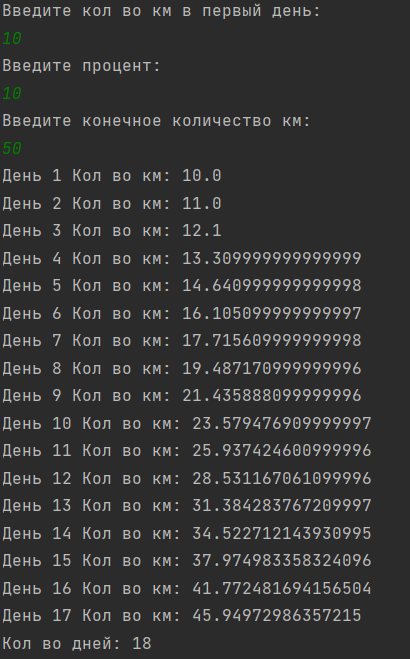 Введите кол во км в первый день:
10
Введите процент:
10
Введите конечное количество км:
50
День 1 Кол во км: 10.0
День 2 Кол во км: 11.0
День 3 Кол во км: 12.1
День 4 Кол во км: 13.309999999999999
День 5 Кол во км: 14.640999999999998
День 6 Кол во км: 16.105099999999997
День 7 Кол во км: 17.715609999999998
День 8 Кол во км: 19.487170999999996
День 9 Кол во км: 21.435888099999996
День 10 Кол во км: 23.579476909999997
День 11 Кол во км: 25.937424600999996
День 12 Кол во км: 28.531167061099996
День 13 Кол во км: 31.384283767209997
День 14 Кол во км: 34.522712143930995
День 15 Кол во км: 37.974983358324096
День 16 Кол во км: 41.772481694156504
День 17 Кол во км: 45.94972986357215
Кол во дней: 18